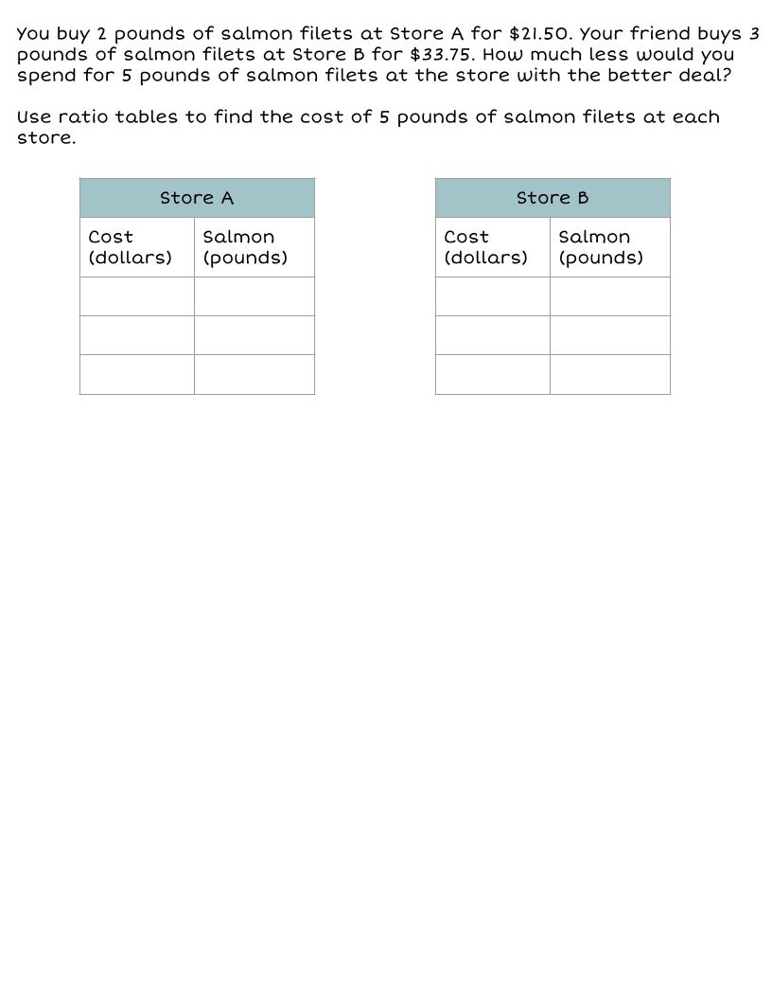 You buy 2 pounds of salmon filets at Store A for $21.50. Your friend buys 3
pounds of salmon filets at Store B for $33.75. How much less would you
spend for 5 pounds of salmon filets at the store with the better deal?
Use ratio tables to find the cost of 5 pounds of salmon filets at each
store.
Store A
Cost
(dollars)
Salmon
(pounds)
Store B
Cost
(dollars)
Salmon
(pounds)